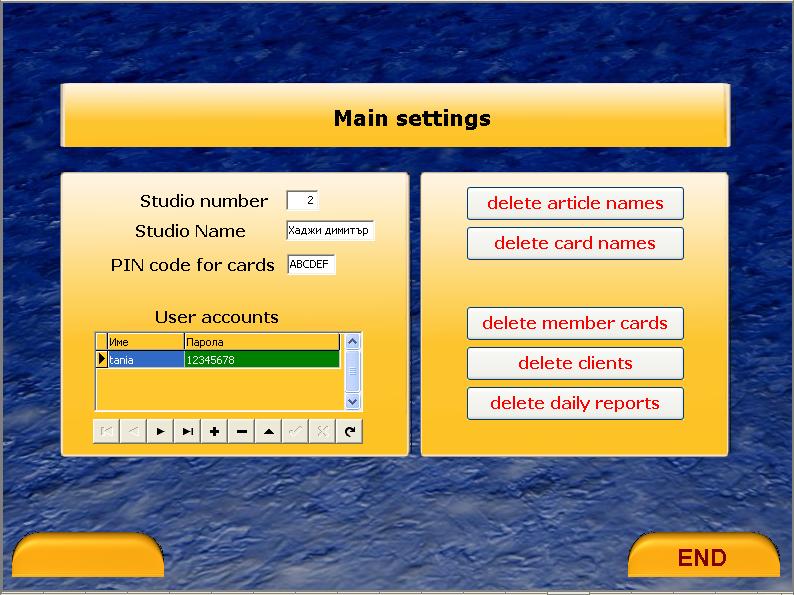 Main settings
Studio number 2
Studio Name Хаджи димитър
PIN code for cards ABCDEF
User accounts
Име Парола
tania 12345678
delete article names
delete card names
delete member cards
delete clients
delete daily reports
END